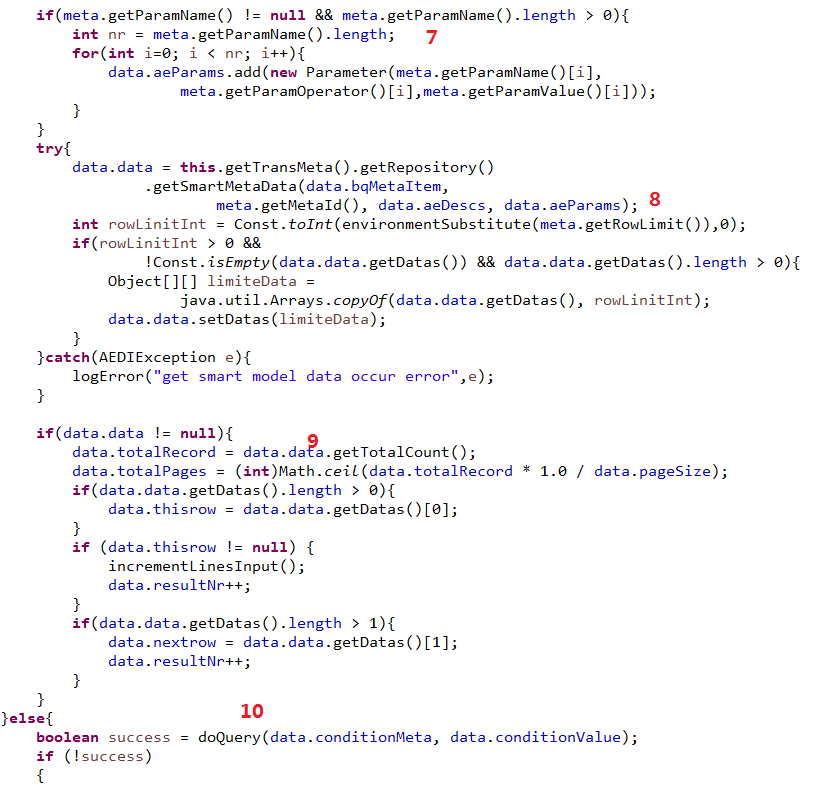 if(meta.getParamName() != null && meta.getParamName().length > 0){
        int nr = meta.getParamName().length; 7
        for(int i=0; i < nr; i++){
            data.aeParams.add(new Parameter(meta.getParamName()[i],
                    meta.getParamOperator()[i],meta.getParamValue()[i]));
        }
    }
    try{
        data.data = this.getTransMeta().getRepository()
                .getSmartMetaData(data.bqMetaItem,
                        meta.getMetaId(), data.aeDescs, data.aeParams); 8
        int rowLinitInt = Const.toInt(environmentSubstitute(meta.getRowLimit()),0);
        if(rowLinitInt > 0 &&
                !Const.isEmpty(data.data.getDatas()) && data.data.getDatas().length > 0){
            Object[][] limiteData =
                    java.util.Arrays.copyOf(data.data.getDatas(), rowLinitInt);
            data.data.setDatas(limiteData);
        }
    }catch(AEDIException e){
        logError("get smart model data occur error",e);
    }
    if(data.data != null){ 9
        data.totalRecord = data.data.getTotalCount();
        data.totalPages = (int)Math.ceil(data.totalRecord * 1.0 / data.pageSize);
        if(data.data.getDatas().length > 0){
            data.thisrow = data.data.getDatas()[0];
        }
        if (data.thisrow != null) {
            incrementLinesInput();
            data.resultNr++;
        }
        if(data.data.getDatas().length > 1){
            data.nextrow = data.data.getDatas()[1];
            data.resultNr++;
        }
    }
}else{ 10
    boolean success = doQuery(data.conditionMeta, data.conditionValue);
    if (!success)
    {